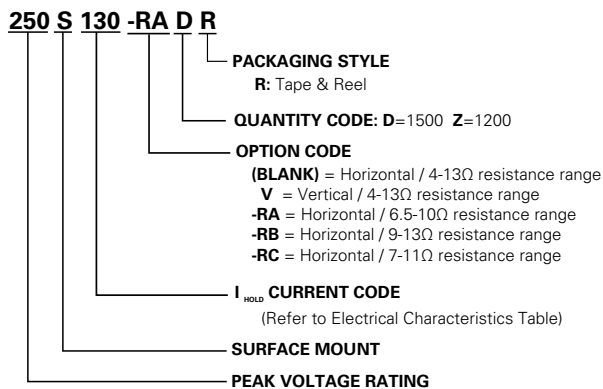 250 S 130 -RA D R
PACKAGING STYLE
R: Tape & Reel
QUANTITY CODE: D=1500 Z=1200
OPTION CODE
(BLANK) = Horizontal / 4-13Ω resistance range
V = Vertical / 4-13Ω resistance range
-RA = Horizontal / 6.5-10Ω resistance range
-RB = Horizontal / 9-13Ω resistance range
-RC = Horizontal / 7-11Ω resistance range
I HOLD CURRENT CODE
(Refer to Electrical Characteristics Table)
SURFACE MOUNT
PEAK VOLTAGE RATING